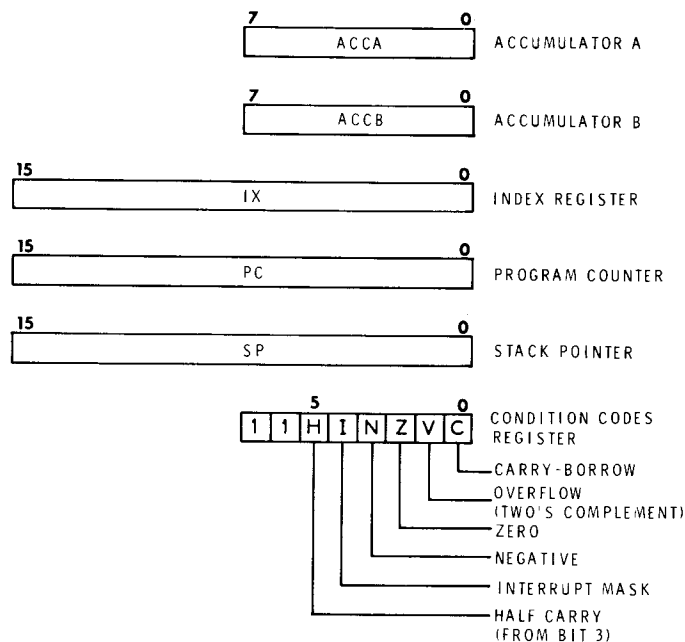 7 0
ACCA ACCUMULATOR A
7 0
ACCB ACCUMULATOR B
15 0
IX INDEX REGISTER
15 0
PC PROGRAM COUNTER
15 0
SP STACK POINTER
5 0
1 1 H I N Z V C CONDITION CODES
REGISTER
CARRY-BORROW
OVERFLOW
(TWO'S COMPLEMENT)
ZERO
NEGATIVE
INTERRUPT MASK
HALF CARRY
(FROM BIT 3)